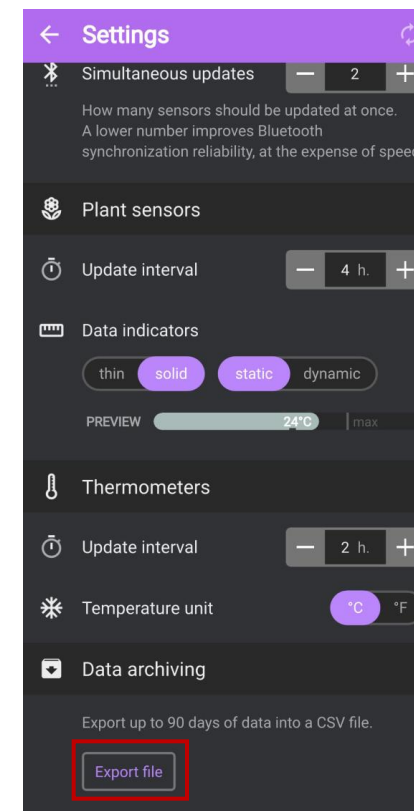 Settings
Simultaneous updates
2
How many sensors should be updated at once.
A lower number improves Bluetooth
synchronization reliability, at the expense of speed
Plant sensors
Update interval
4 h.
Data indicators
thin solid static dynamic
PREVIEW 24°C max
Thermometers
Update interval
2 h.
Temperature unit
°C °F
Data archiving
Export up to 90 days of data into a CSV file.
Export file